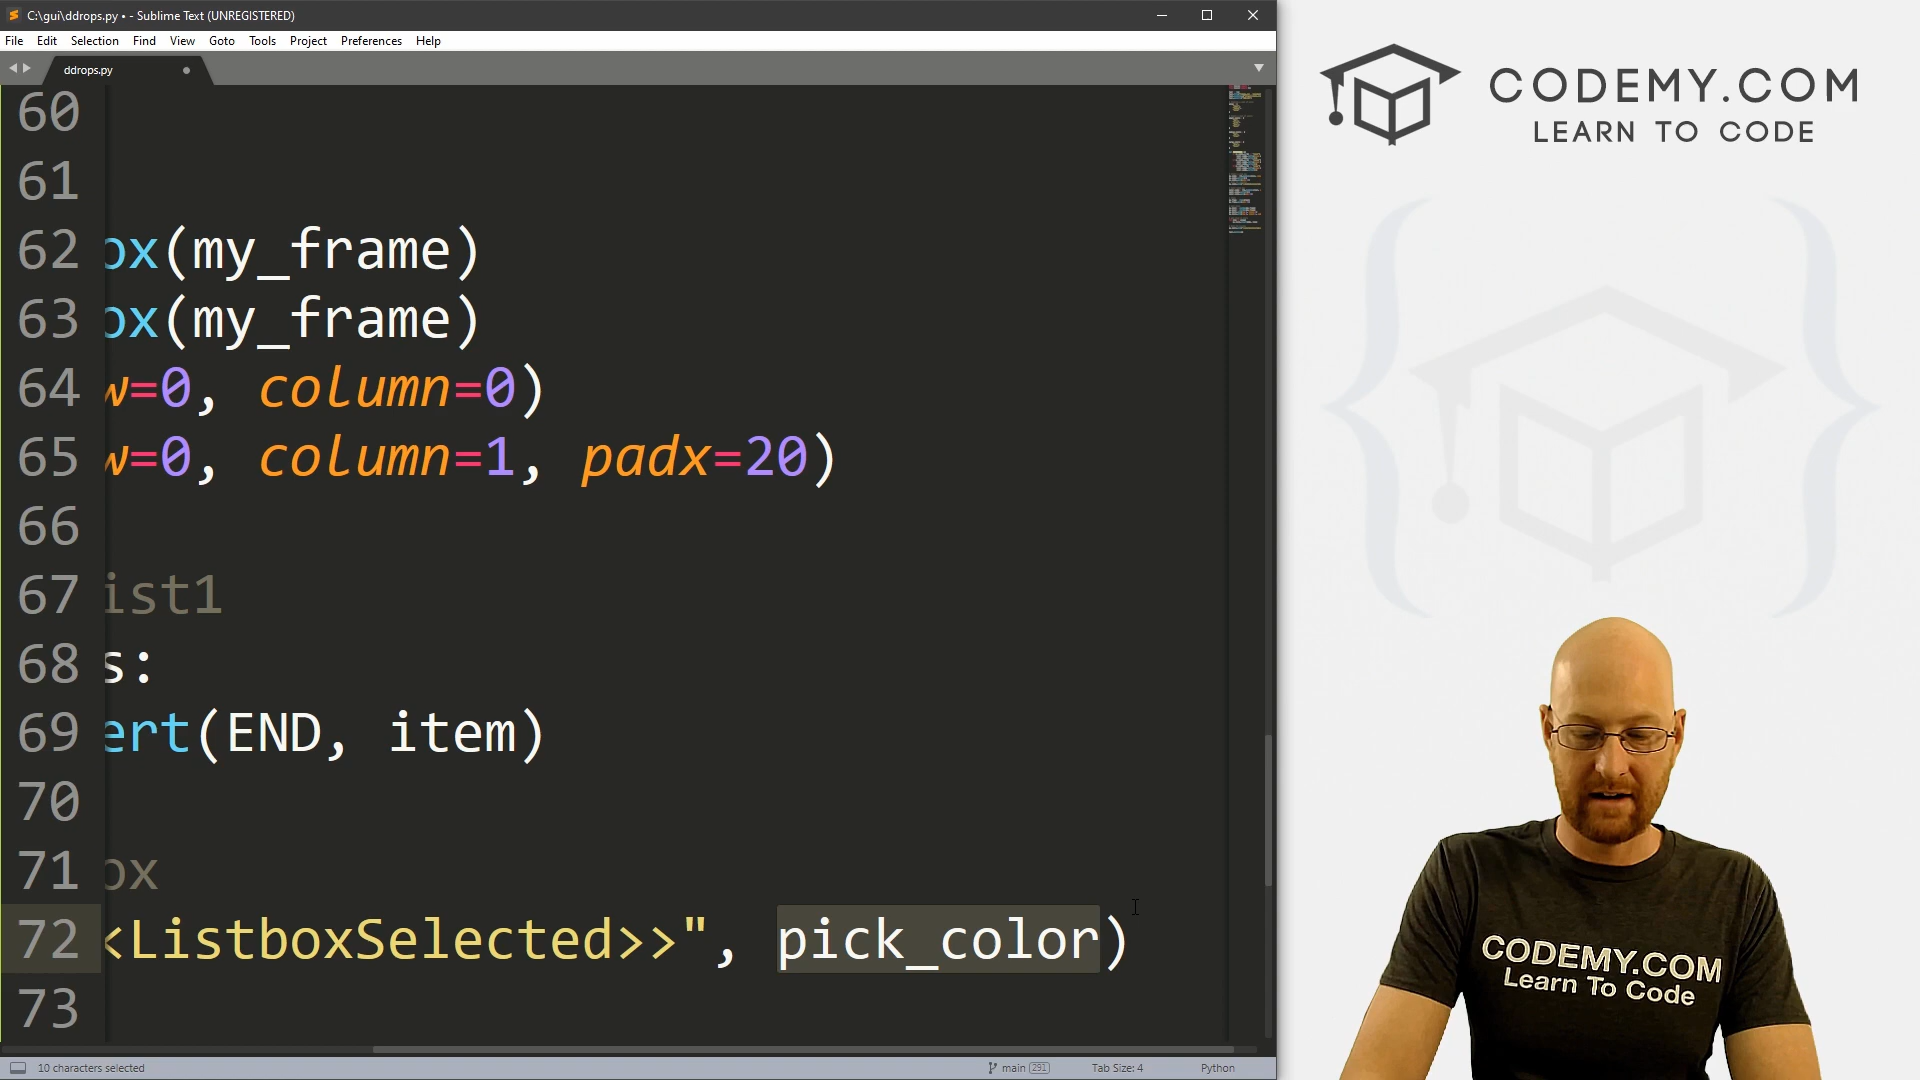 C:\gui\ddrops.py • - Sublime Text (UNREGISTERED)
File Edit Selection Find View Goto Tools Project Preferences Help
ddrops.py
60
61
62 ox(my_frame)
63 ox(my_frame)
64 w=0, column=0)
65 w=0, column=1, padx=20)
66
67 ist1
68 s:
69 ert(END, item)
70
71 ox
72 <ListboxSelected>>", pick_color)
73
10 characters selected
main 291
Tab Size: 4
Python
CODEMY.COM
LEARN TO CODE
CODEMY.COM
Learn To Code